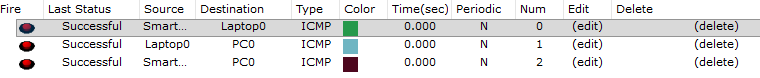 Fire Last Status Source Destination Type Color Time(sec) Periodic Num Edit Delete
Successful Smart... Laptop0 ICMP 0.000 N 0 (edit) (delete)
Successful Laptop0 PC0 ICMP 0.000 N 1 (edit) (delete)
Successful Smart... PC0 ICMP 0.000 N 2 (edit) (delete)